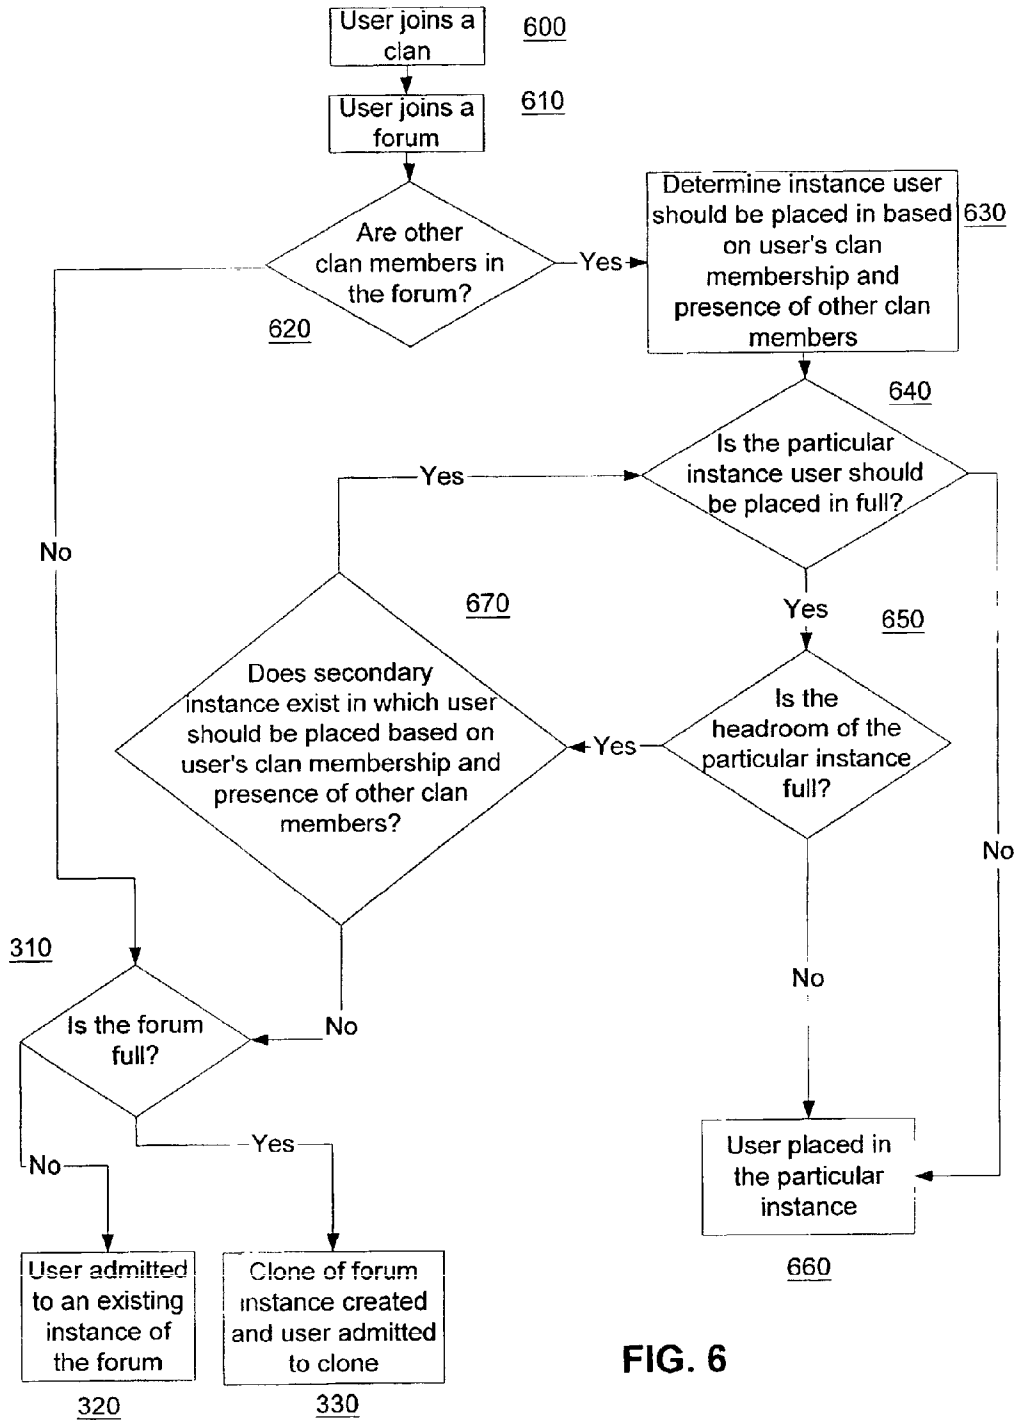 User joins a
clan
600
User joins a
forum
610
Are other
clan members in
the forum?
620
Yes
Determine instance user
should be placed in based
on user's clan
membership and
presence of other clan
members
630
640
Is the particular
instance user should
be placed in full?
Yes
No
Yes
650
670
Does secondary
instance exist in which user
should be placed based on
user's clan membership and
presence of other clan
members?
Yes
Is the
headroom of the
particular instance
full?
No
No
310
Is the forum
full?
No
No
Yes
User placed in
the particular
instance
660
User admitted
to an existing
instance of
the forum
320
Clone of forum
instance created
and user admitted
to clone
330
FIG. 6